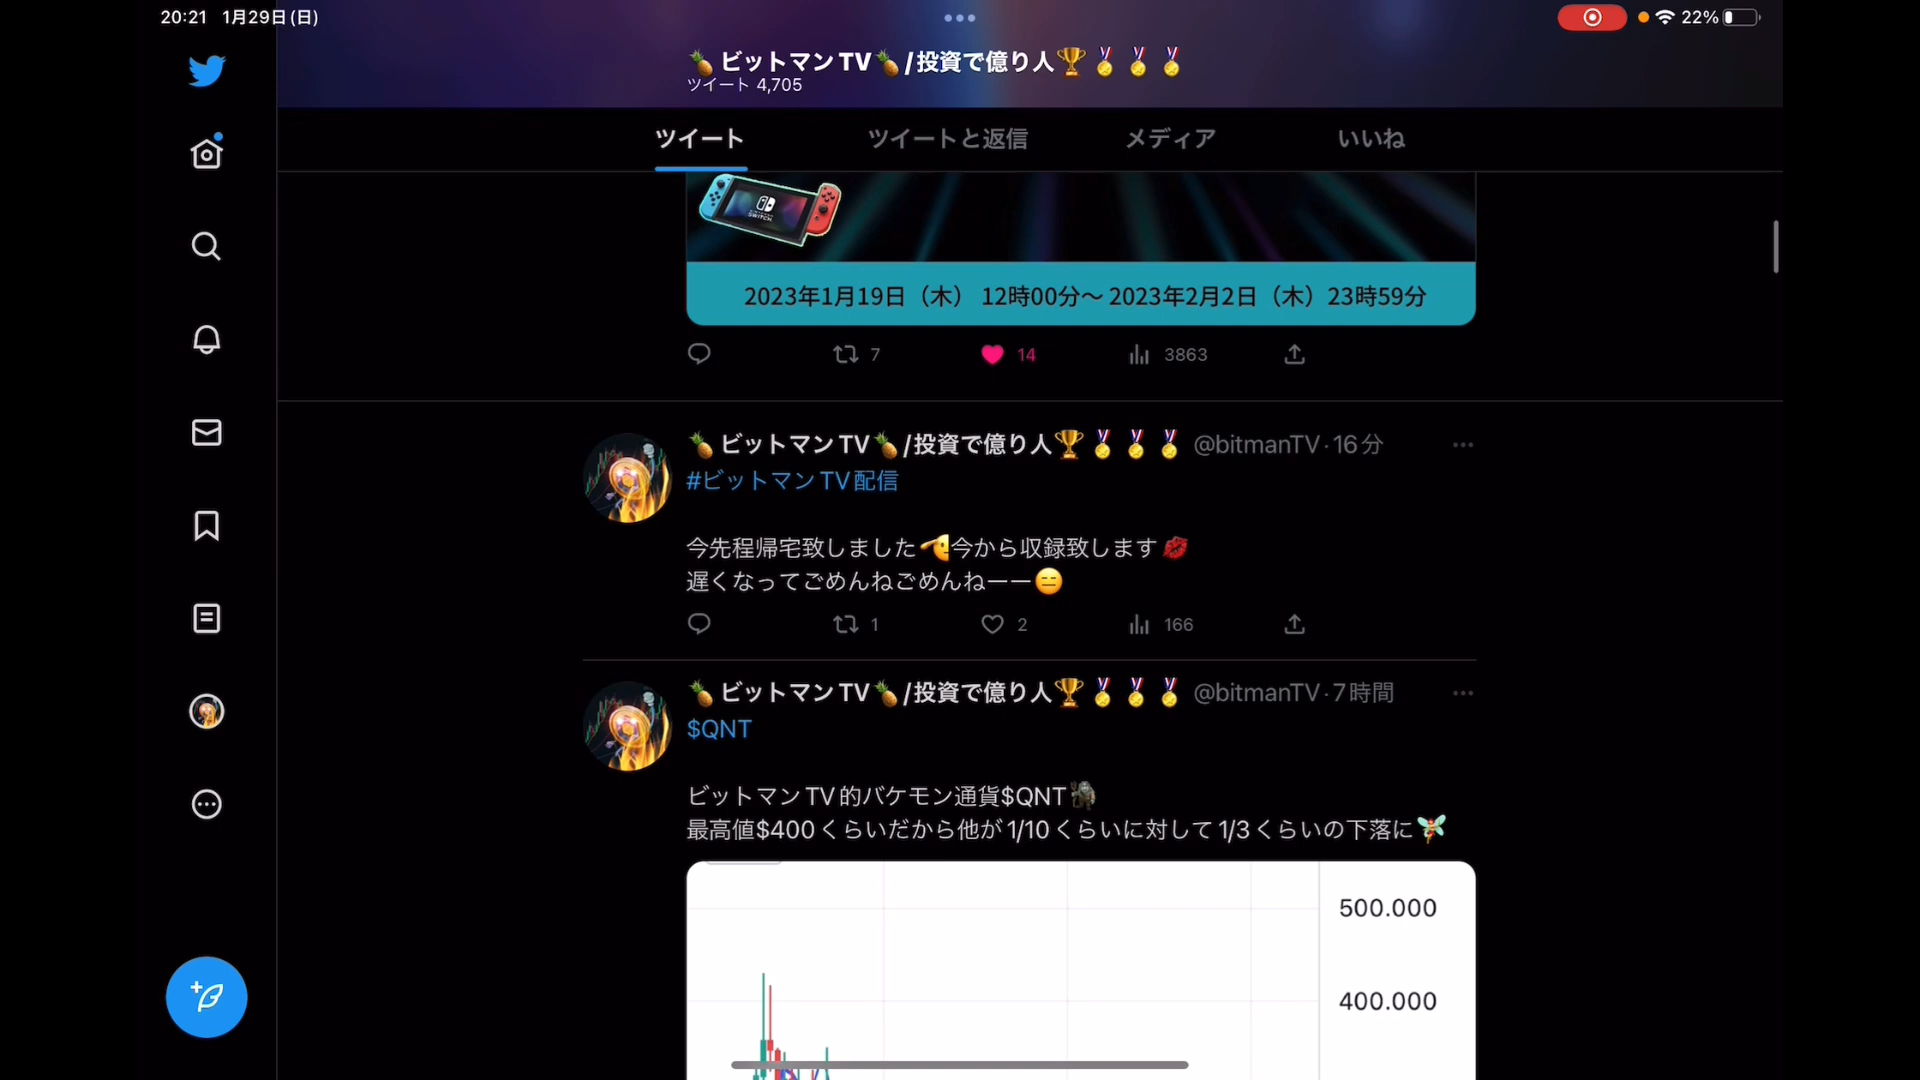 20:21 1月29日(日)
22%
🍍ビットマンTV🍍/投資で億り人🏆🏅🏅🏅
ツイート 4,705
ツイート ツイートと返信 メディア いいね
NINTENDO SWITCH
2023年1月19日（木） 12時00分〜 2023年2月2日（木）23時59分
7 14 3863
🍍ビットマンTV🍍/投資で億り人🏆🏅🏅🏅 @bitmanTV·16分
#ビットマンTV配信
今先程帰宅致しました🫡今から収録致します💋
遅くなってごめんねごめんねーー😑
1 2 166
🍍ビットマンTV🍍/投資で億り人🏆🏅🏅🏅 @bitmanTV·7時間
$QNT
ビットマンTV的バケモン通貨$QNT🧌
最高値$400くらいだから他が1/10くらいに対して1/3くらいの下落に🧚
500.000
400.000